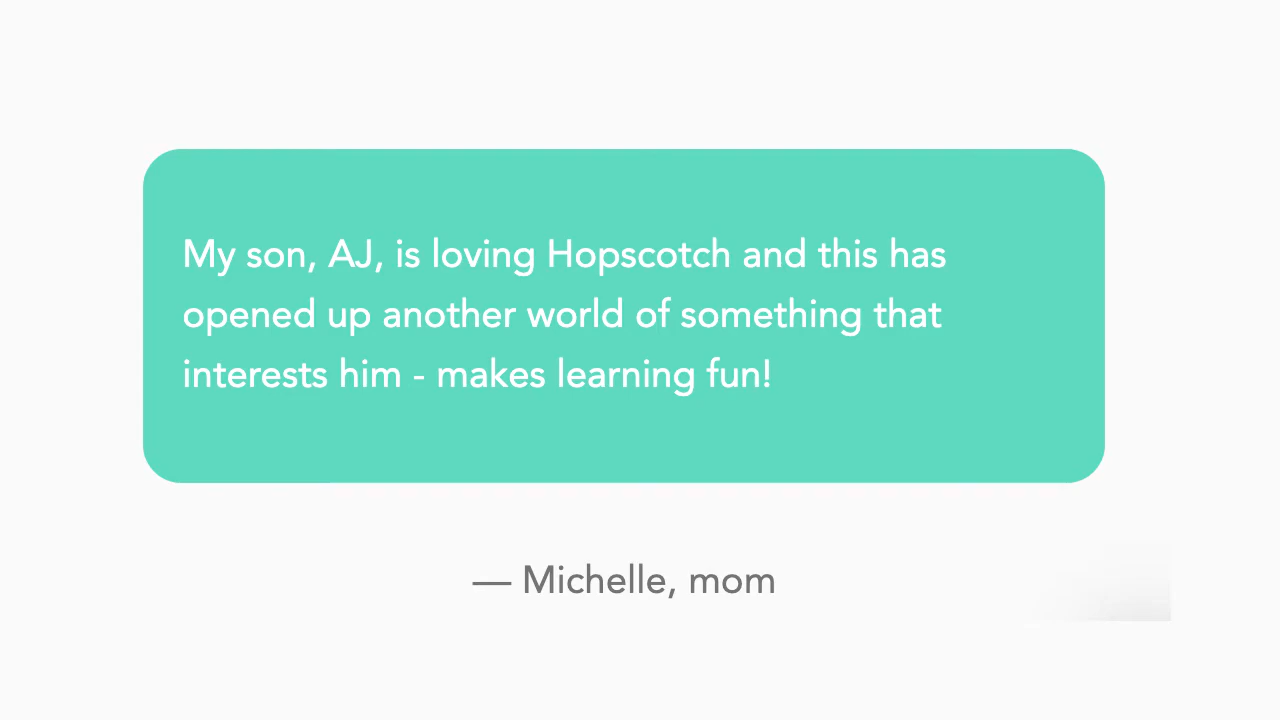 My son, AJ, is loving Hopscotch and this has
opened up another world of something that
interests him - makes learning fun!
— Michelle, mom